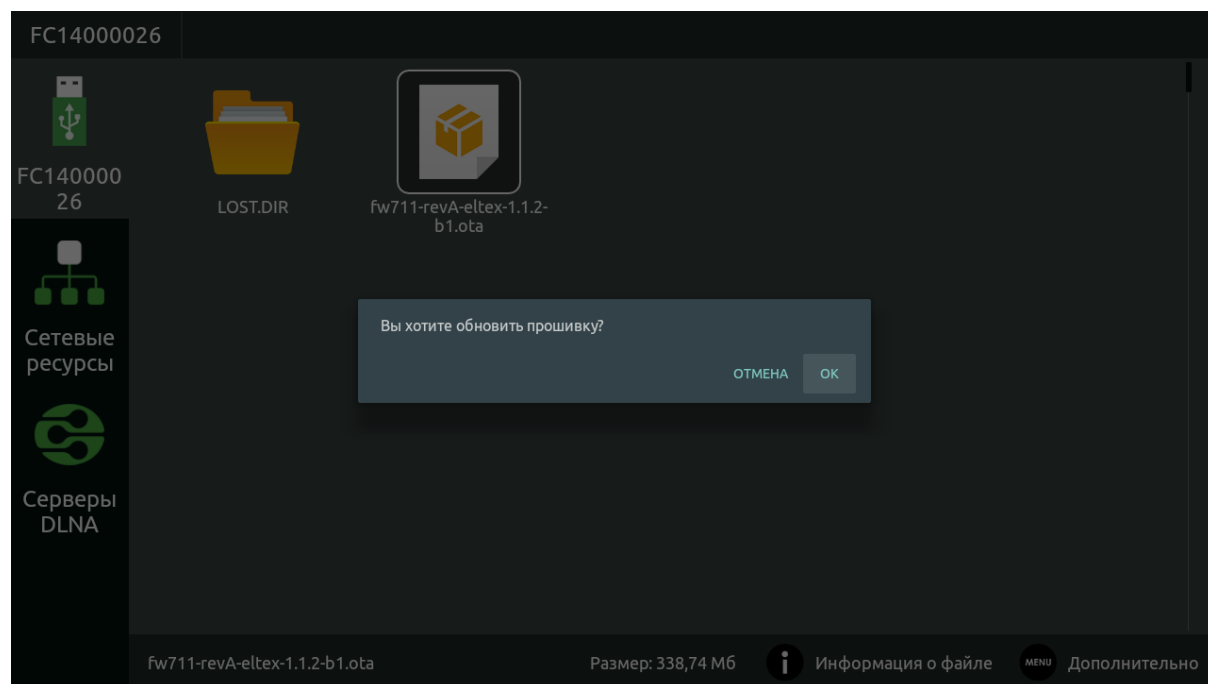 FC14000026
FC140000
26
LOST.DIR
fw711-revA-eltex-1.1.2-
b1.ota
Сетевые
ресурсы
Серверы
DLNA
Вы хотите обновить прошивку?
ОТМЕНА
ОК
fw711-revA-eltex-1.1.2-b1.ota
Размер: 338,74 Мб
i
Информация о файле
MENU
Дополнительно